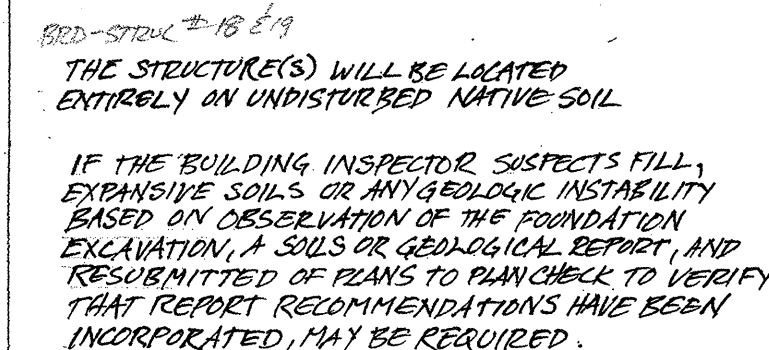 BRD-STRUC # 18 & 19
THE STRUCTURE(S) WILL BE LOCATED
ENTIRELY ON UNDISTURBED NATIVE SOIL
IF THE BUILDING INSPECTOR SUSPECTS FILL,
EXPANSIVE SOILS OR ANY GEOLOGIC INSTABILITY
BASED ON OBSERVATION OF THE FOUNDATION
EXCAVATION, A SOILS OR GEOLOGICAL REPORT, AND
RESUBMITTED OF PLANS TO PLAN CHECK TO VERIFY
THAT REPORT RECOMMENDATIONS HAVE BEEN
INCORPORATED, MAY BE REQUIRED.